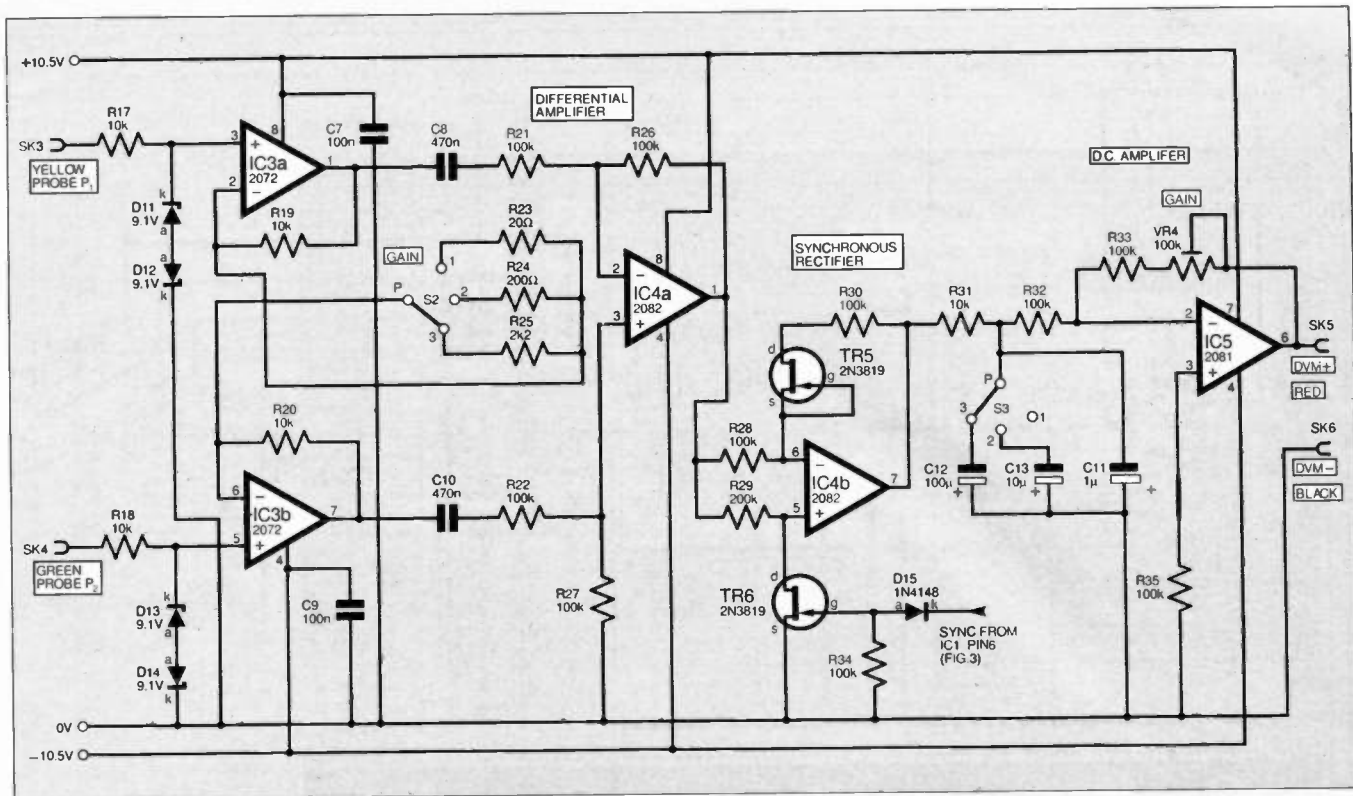 +10.5V
R17
10k
SK3
YELLOW
PROBE P₁
3
+
8
IC3a
2072
1
2
−
C7
100n
C8
470n
DIFFERENTIAL
AMPLIFIER
R21
100k
R26
100k
D.C. AMPLIFER
k
D11
9.1V
a
a
D12
9.1V
k
R19
10k
GAIN
R23
20Ω
R24
200Ω
R25
2k2
P
S2
1
2
3
2
−
8
IC4a
2082
1
3
+
4
SYNCHRONOUS
RECTIFIER
R30
100k
R31
10k
R32
100k
R33
100k
GAIN
VR4
100k
d
TR5
2N3819
g
s
2
−
7
IC5
2081
6
3
+
4
SK5
DVM+
RED
SK6
DVM−
BLACK
R20
10k
P
3
S3
1
2
R28
100k
R29
200k
6
−
IC4b
2082
7
5
+
C12
100μ
+
C13
10μ
+
C11
1μ
+
R18
10k
SK4
GREEN
PROBE P₂
6
−
IC3b
2072
7
5
+
4
C10
470n
R22
100k
k
D13
9.1V
a
a
D14
9.1V
k
C9
100n
R27
100k
d
TR6
2N3819
g
s
D15
1N4148
a
k
SYNC FROM
IC1 PIN6
(FIG.3)
R34
100k
R35
100k
0V
−10.5V